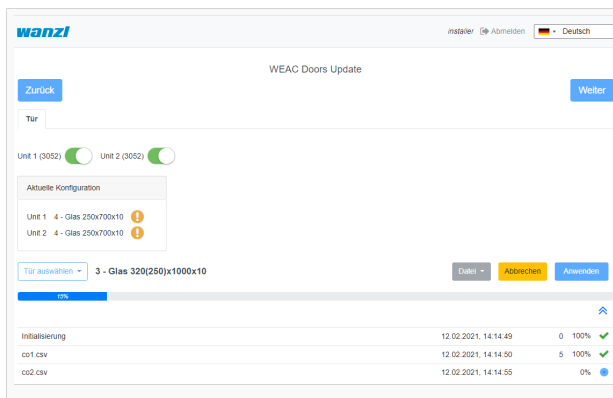 wanzl
installer Abmelden Deutsch
WEAC Doors Update
Zurück Weiter
Tür
Unit 1 (3052) Unit 2 (3052)
Aktuelle Konfiguration
Unit 1 4 - Glas 250x700x10
Unit 2 4 - Glas 250x700x10
Tür auswählen 3 - Glas 320(250)x1000x10 Datei Abbrechen Anwenden
15%
Initialisierung 12.02.2021, 14:14:49 0 100%
co1.csv 12.02.2021, 14:14:50 5 100%
co2.csv 12.02.2021, 14:14:55 0%